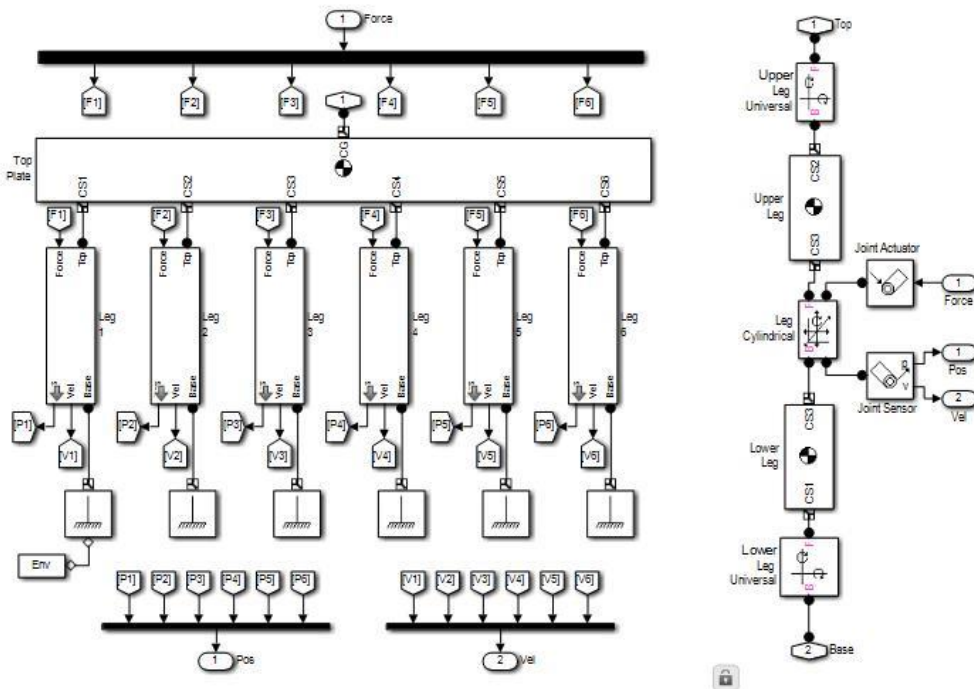 1 Force
[F1] [F2] [F3] [F4] [F5] [F6]
1
Top
Plate
CG
CS1 CS2 CS3 CS4 CS5 CS6
[F1] [F2] [F3] [F4] [F5] [F6]
Force Top Force Top Force Top Force Top Force Top Force Top
Leg
1
Leg
2
Leg
3
Leg
4
Leg
5
Leg
6
Vel Base Vel Base Vel Base Vel Base Vel Base Vel Base
[P1] [P2] [P3] [P4] [P5] [P6]
[V1] [V2] [V3] [V4] [V5] [V6]
Env
[P1] [P2] [P3] [P4] [P5] [P6]
[V1] [V2] [V3] [V4] [V5] [V6]
1 Pos
2 Vel
1 Top
Upper
Leg
Universal
F
B
CS2
Upper
Leg
CS3
Joint Actuator
1
Force
Leg
Cylindrical
F
B
1
Pos
p
v
2
Vel
Joint Sensor
CS3
Lower
Leg
CS1
Lower
Leg
Universal
F
B
2 Base